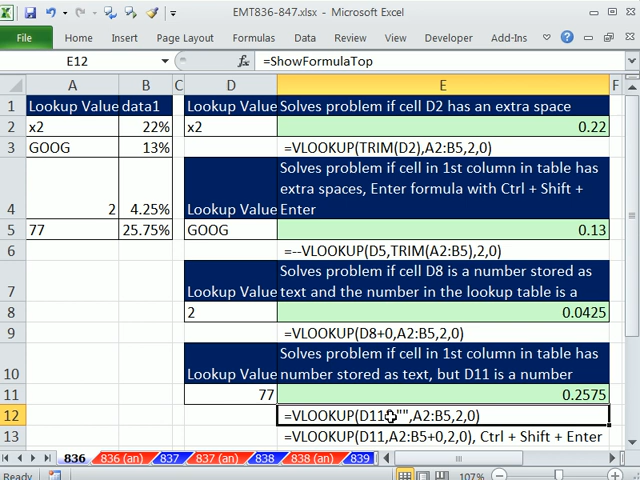 EMT836-847.xlsx - Microsoft Excel
File Home Insert Page Layout Formulas Data Review View Developer Add-Ins
E12 fx =ShowFormulaTop
A B C D E F
1 Lookup Value data1 Lookup Value Solves problem if cell D2 has an extra space
2 x2 22% x2 0.22
3 GOOG 13% =VLOOKUP(TRIM(D2),A2:B5,2,0)
Solves problem if cell in 1st column in table has
extra spaces, Enter formula with Ctrl + Shift +
4 2 4.25% Lookup Value Enter
5 77 25.75% GOOG 0.13
6 =--VLOOKUP(D5,TRIM(A2:B5),2,0)
Solves problem if cell D8 is a number stored as
7 Lookup Value text and the number in the lookup table is a
8 2 0.0425
9 =VLOOKUP(D8+0,A2:B5,2,0)
Solves problem if cell in 1st column in table has
10 Lookup Value number stored as text, but D11 is a number
11 77 0.2575
12 =VLOOKUP(D11 "",A2:B5,2,0)
13 =VLOOKUP(D11,A2:B5+0,2,0), Ctrl + Shift + Enter
836 836 (an) 837 837 (an) 838 838 (an) 839
Ready 107%